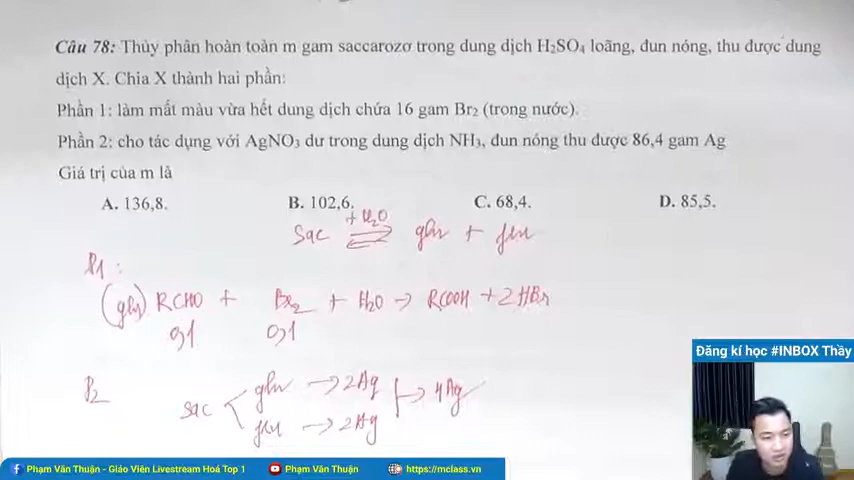 Câu 78: Thủy phân hoàn toàn m gam saccarozơ trong dung dịch H₂SO₄ loãng, đun nóng, thu được dung
dịch X. Chia X thành hai phần:
Phần 1: làm mất màu vừa hết dung dịch chứa 16 gam Br₂ (trong nước).
Phần 2: cho tác dụng với AgNO₃ dư trong dung dịch NH₃, đun nóng thu được 86,4 gam Ag
Giá trị của m là
A. 136,8. B. 102,6. C. 68,4. D. 85,5.
+ H₂O
Sac ⇌ glu + fru
P1 :
(glu) RCHO + Br₂ + H₂O → RCOOH + 2HBr
0,1 0,1
P2
glu → 2Ag
sac → 4Ag
fru → 2Ag
Đăng kí học #INBOX Thầy
Phạm Văn Thuận - Giáo Viên Livestream Hoá Top 1 Phạm Văn Thuận https://mclass.vn